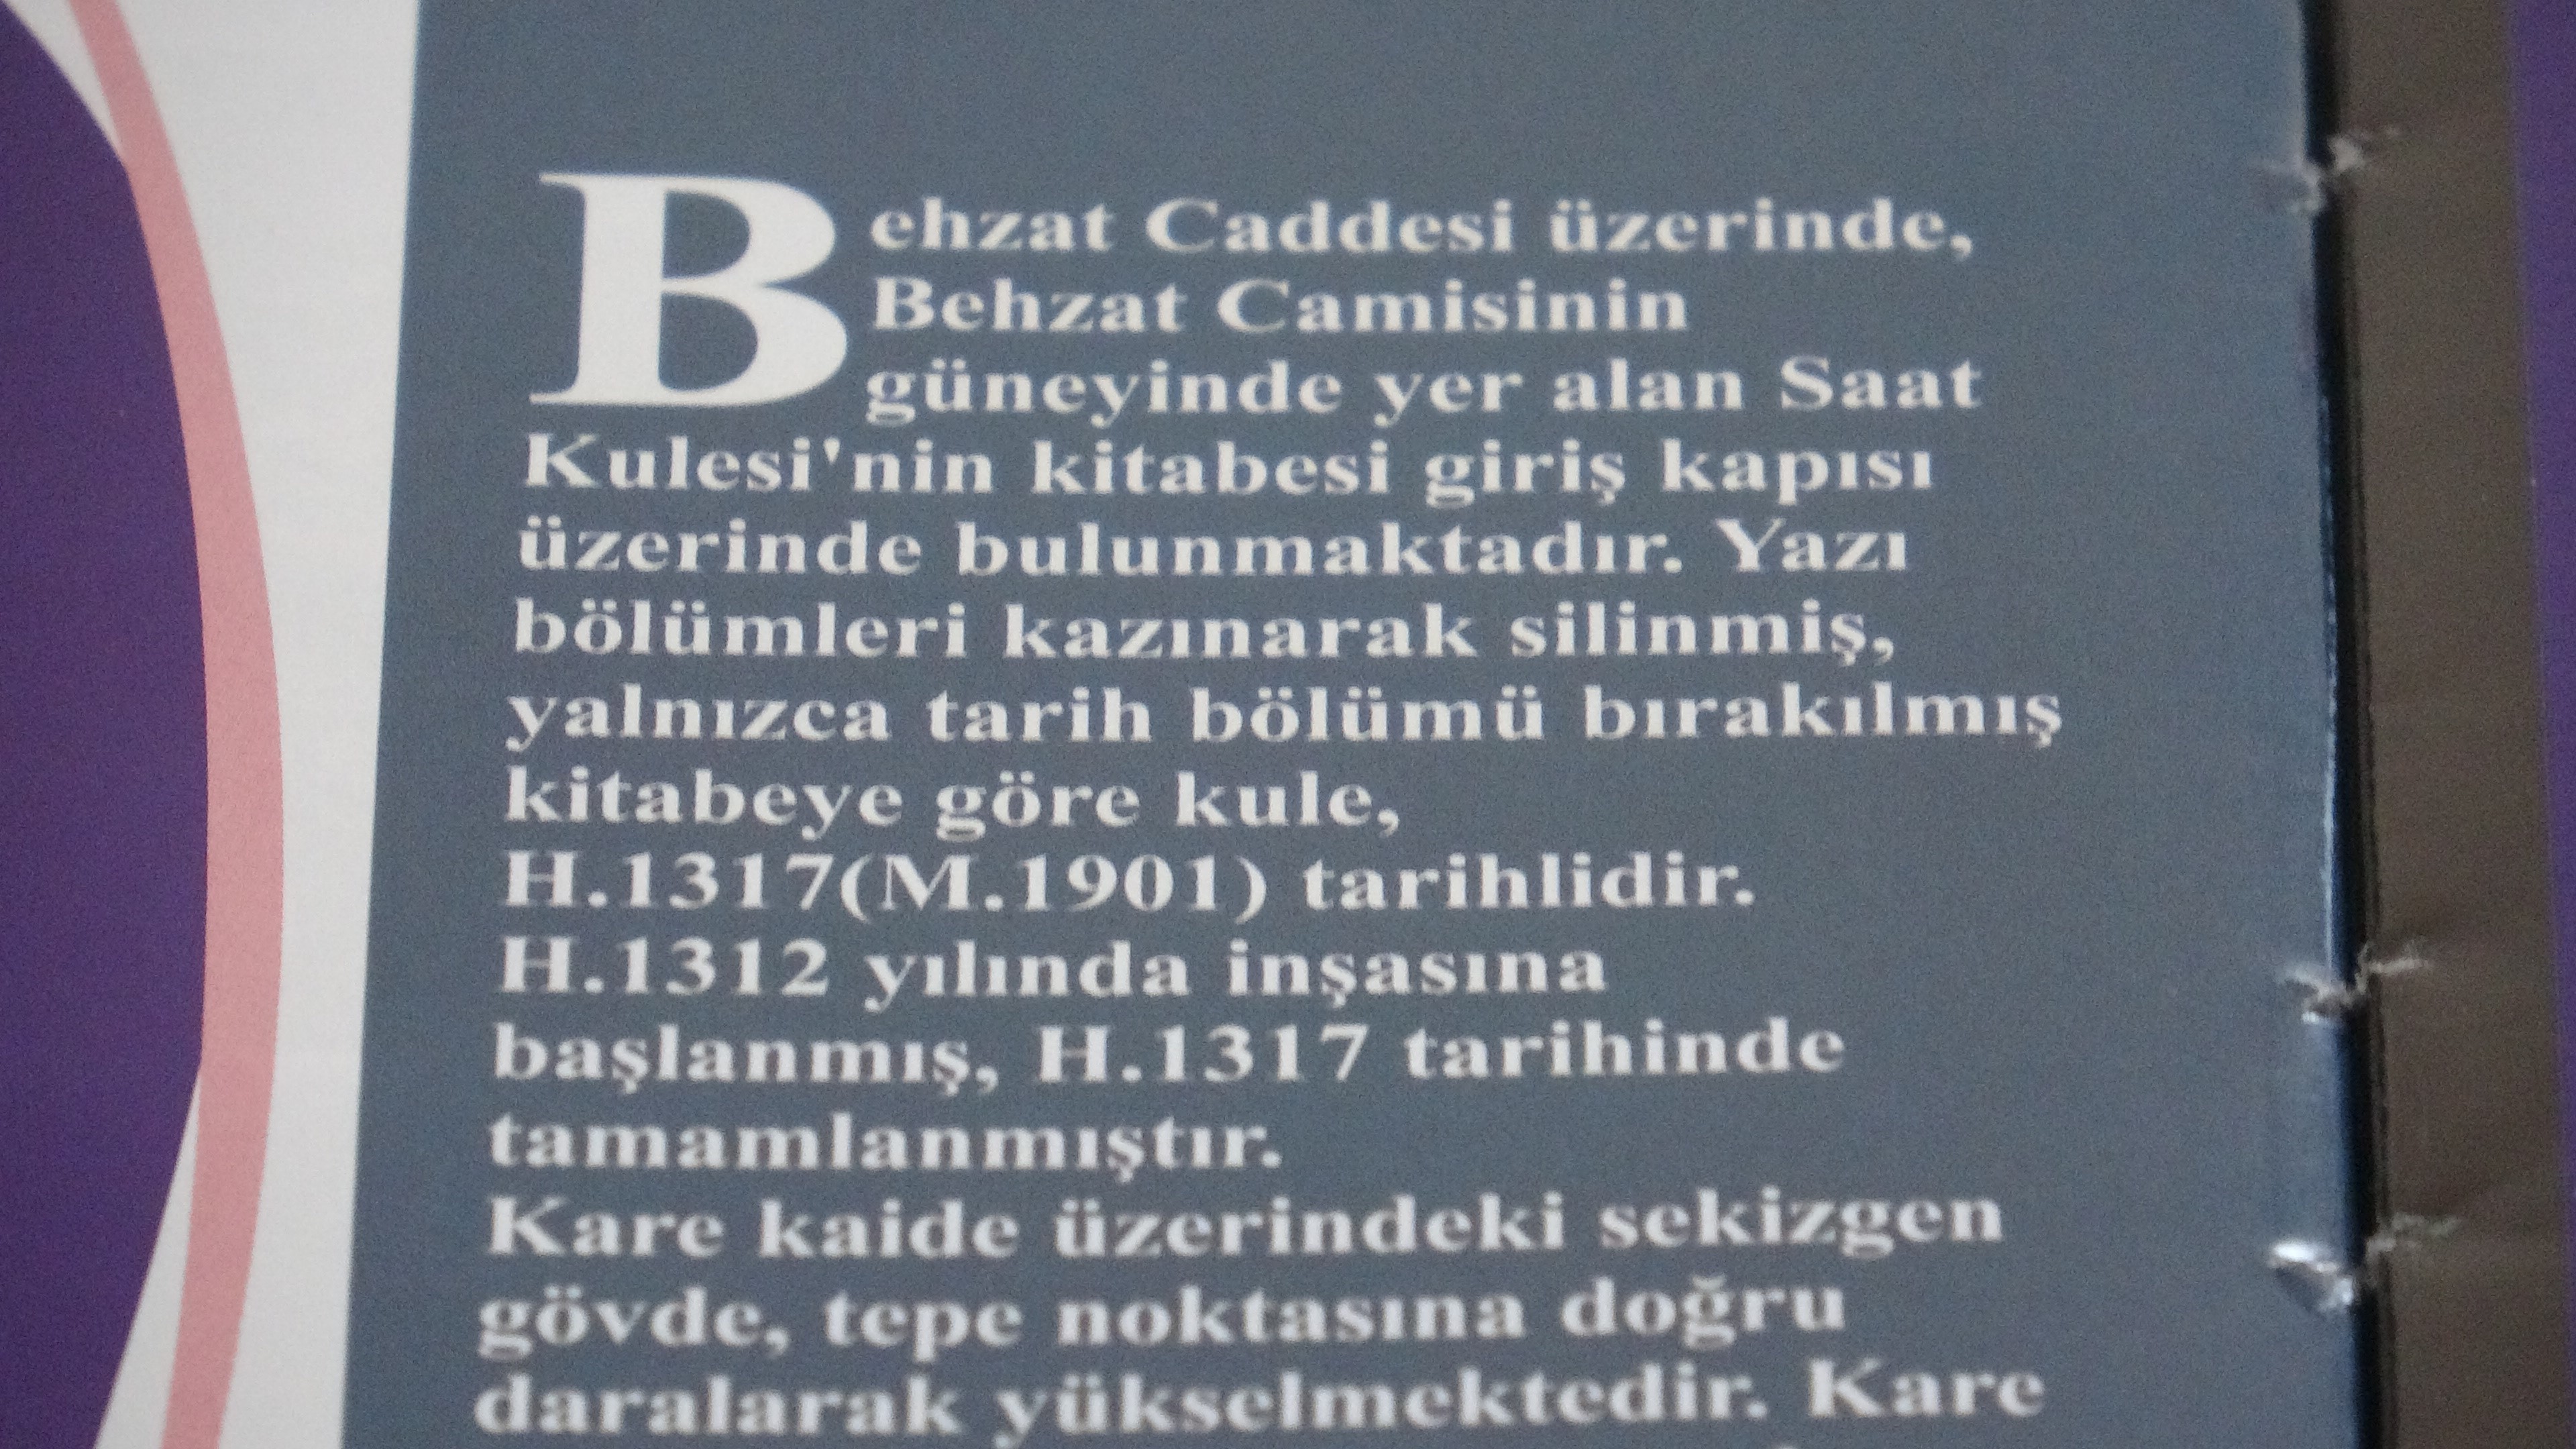 Behzat Caddesi üzerinde,
Behzat Camisinin
güneyinde yer alan Saat
Kulesi'nin kitabesi giriş kapısı
üzerinde bulunmaktadır. Yazı
bölümleri kazınarak silinmiş,
yalnızca tarih bölümü bırakılmış
kitabeye göre kule,
H.1317(M.1901) tarihlidir.
H.1312 yılında inşasına
başlanmış, H.1317 tarihinde
tamamlanmıştır.
Kare kaide üzerindeki sekizgen
gövde, tepe noktasına doğru
daralarak yükselmektedir. Kare